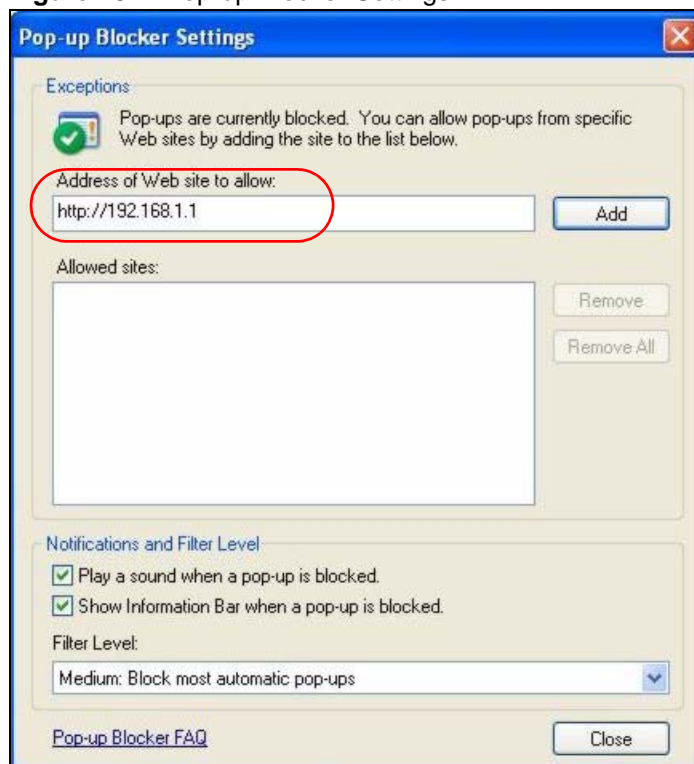 Pop-up Blocker Settings
Exceptions
Pop-ups are currently blocked. You can allow pop-ups from specific
Web sites by adding the site to the list below.
Address of Web site to allow:
http://192.168.1.1
Add
Allowed sites:
Remove
Remove All
Notifications and Filter Level
Play a sound when a pop-up is blocked.
Show Information Bar when a pop-up is blocked.
Filter Level:
Medium: Block most automatic pop-ups
Pop-up Blocker FAQ
Close